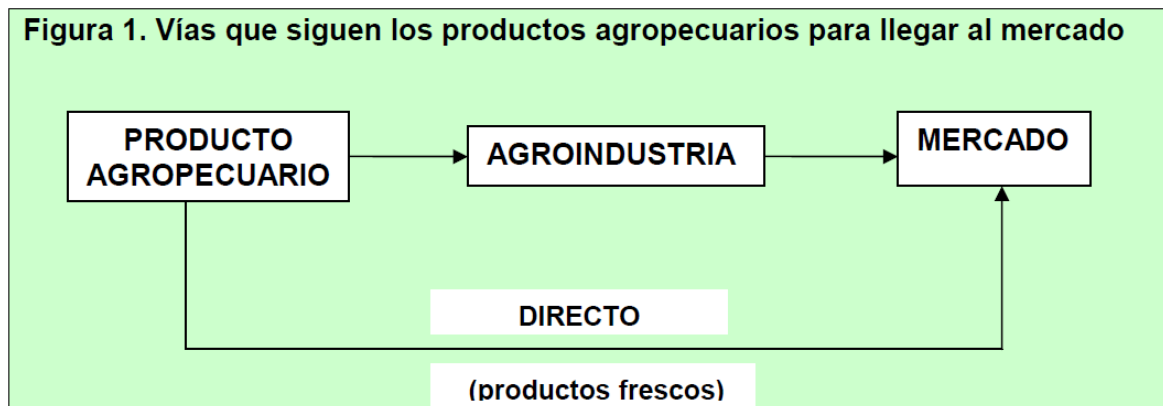 Figura 1. Vías que siguen los productos agropecuarios para llegar al mercado
PRODUCTO
AGROPECUARIO
AGROINDUSTRIA
MERCADO
DIRECTO
(productos frescos)